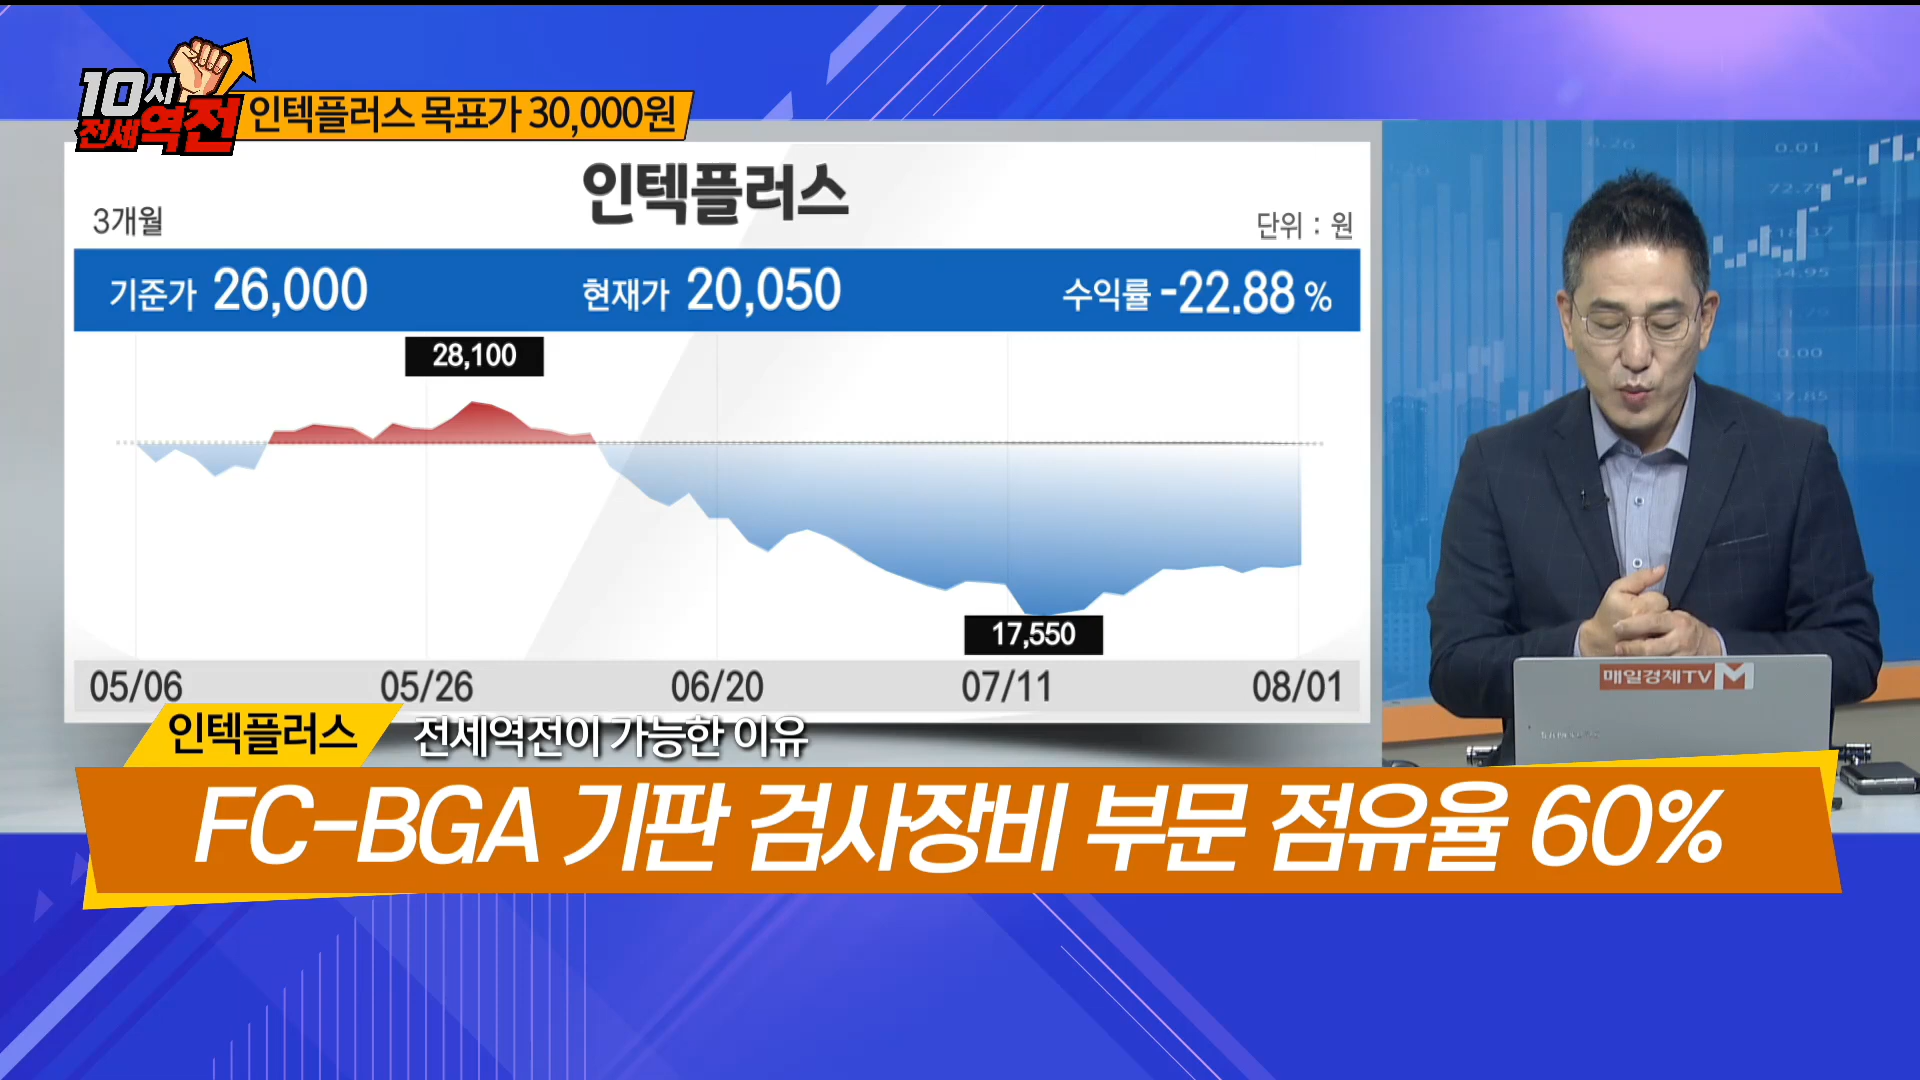 10시
전세역전
인텍플러스 목표가 30,000원
인텍플러스
3개월
단위 : 원
기준가 26,000
현재가 20,050
수익률 -22.88 %
28,100
17,550
05/06 05/26 06/20 07/11 08/01
매일경제TV M
인텍플러스
전세역전이 가능한 이유
FC-BGA 기판 검사장비 부문 점유율 60%